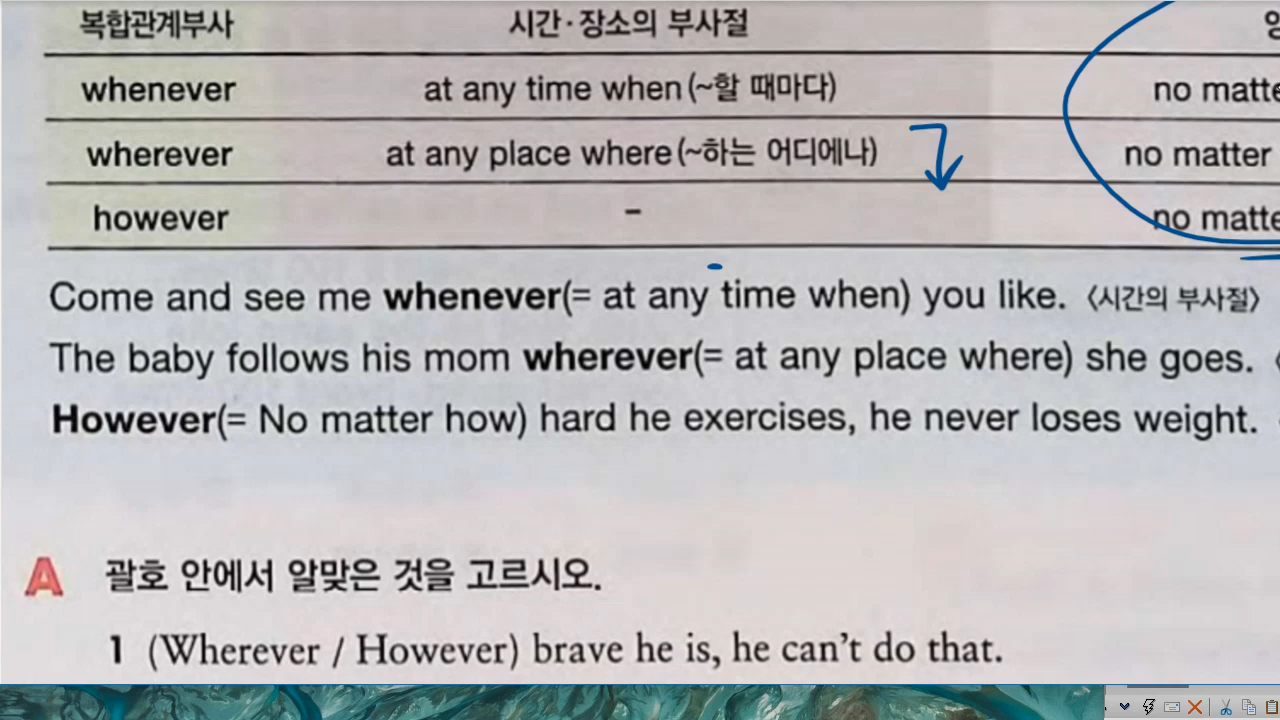 복합관계부사 시간·장소의 부사절
whenever at any time when(~할 때마다) no matte
wherever at any place where(~하는 어디에나) no matter
however – no matte
Come and see me whenever(= at any time when) you like. 〈시간의 부사절〉
The baby follows his mom wherever(= at any place where) she goes.
However(= No matter how) hard he exercises, he never loses weight.
A 괄호 안에서 알맞은 것을 고르시오.
1 (Wherever / However) brave he is, he can't do that.